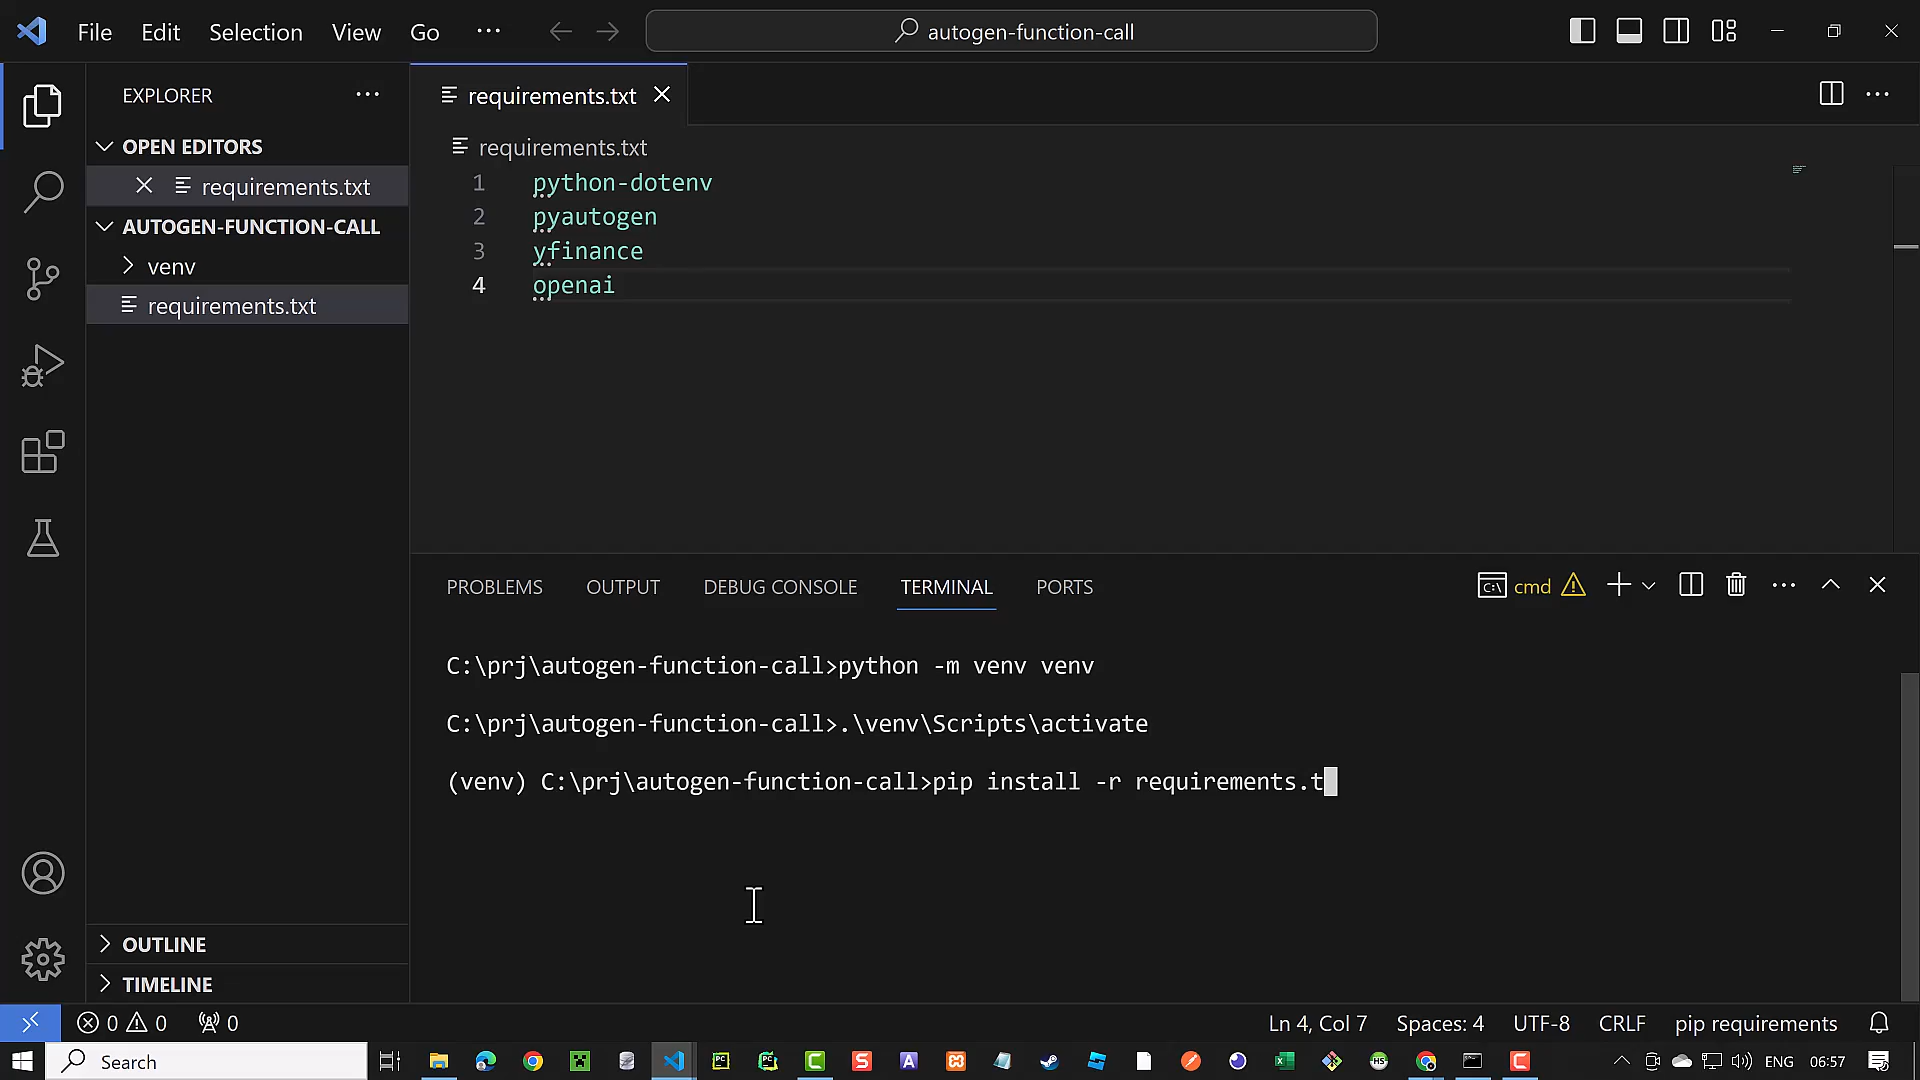 File Edit Selection View Go ··· autogen-function-call
EXPLORER ···
requirements.txt
OPEN EDITORS
requirements.txt
AUTOGEN-FUNCTION-CALL
venv
requirements.txt
requirements.txt
1 python-dotenv
2 pyautogen
3 yfinance
4 openai
PROBLEMS OUTPUT DEBUG CONSOLE TERMINAL PORTS cmd
C:\prj\autogen-function-call>python -m venv venv
C:\prj\autogen-function-call>.\venv\Scripts\activate
(venv) C:\prj\autogen-function-call>pip install -r requirements.t
OUTLINE
TIMELINE
0 0 0 Ln 4, Col 7 Spaces: 4 UTF-8 CRLF pip requirements
Search ENG 06:57